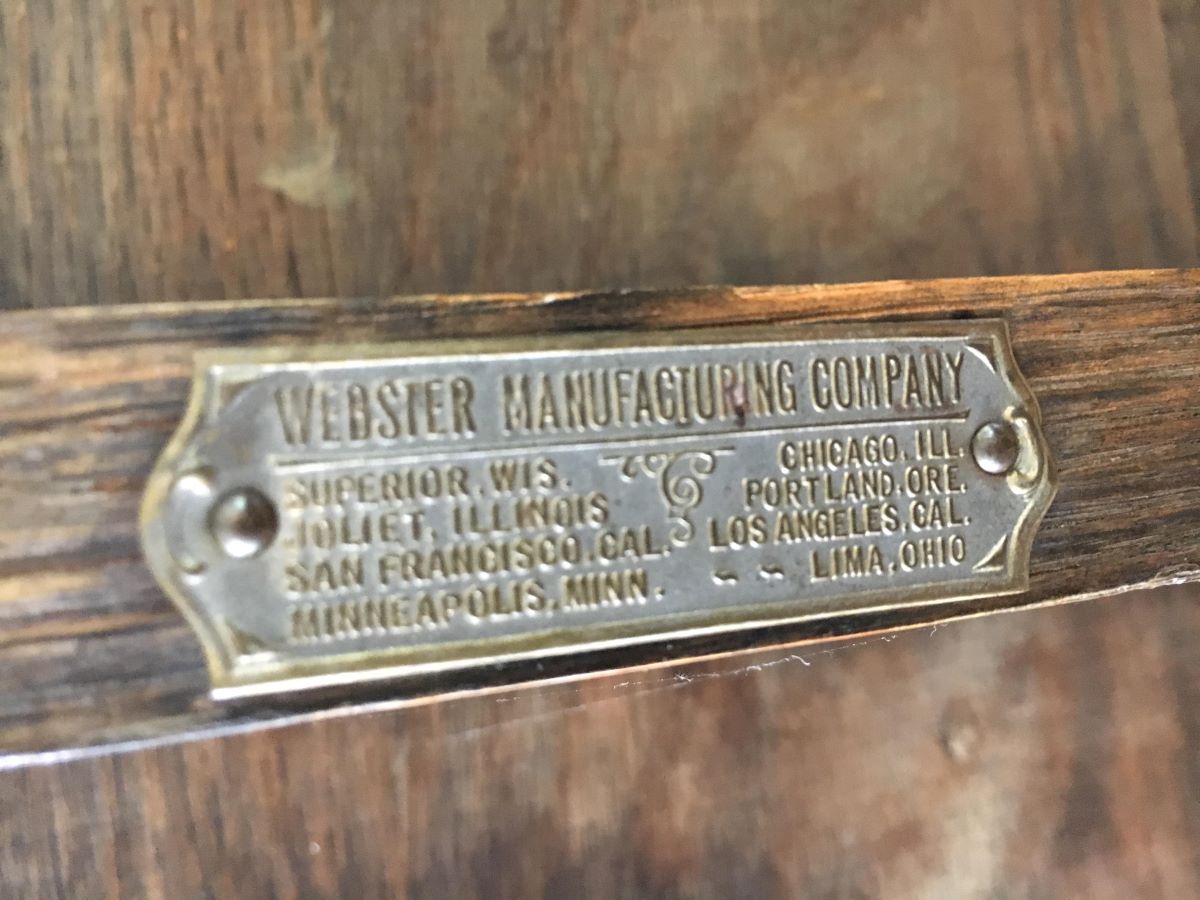 WEBSTER MANUFACTURING COMPANY
SUPERIOR, WIS.
JOLIET, ILLINOIS
SAN FRANCISCO, CAL.
MINNEAPOLIS, MINN.
CHICAGO, ILL.
PORTLAND, ORE.
LOS ANGELES, CAL.
LIMA, OHIO